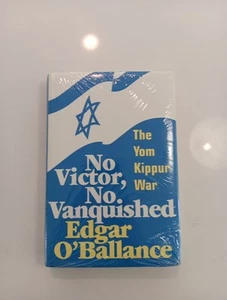 The
Yom
Kippur
War
No
Victor,
No
Vanquished
Edgar
O'Ballance